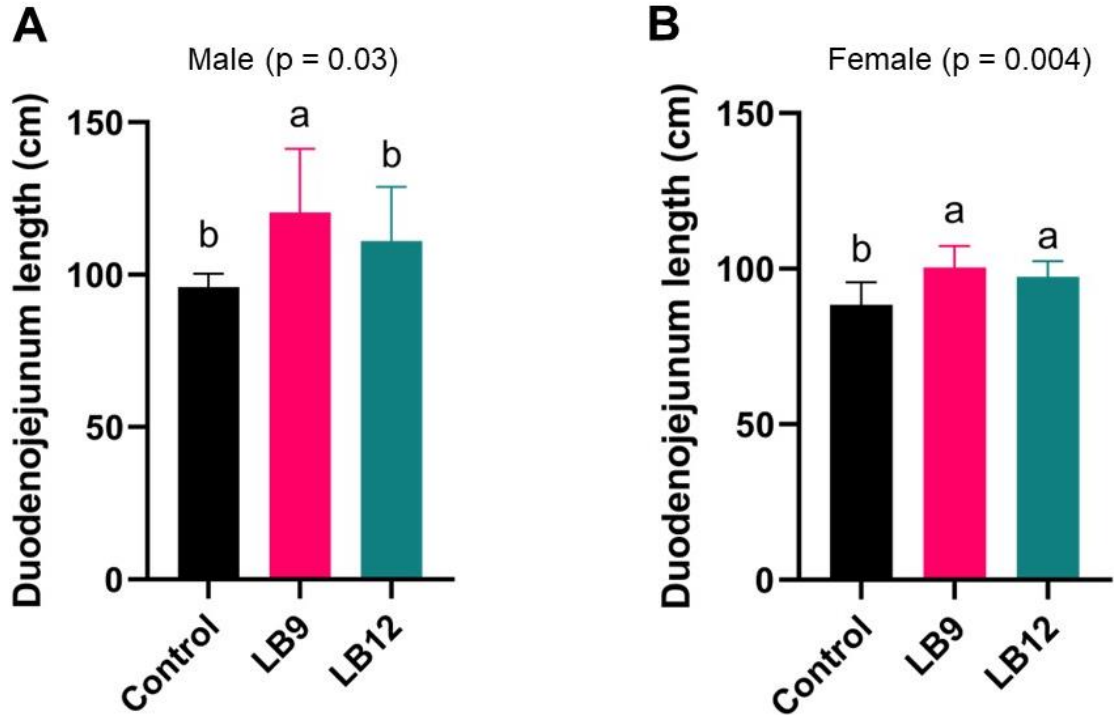 A
Male (p = 0.03)
Duodenojejunum length (cm)
150
100
50
0
b
a
b
Control
LB9
LB12
B
Female (p = 0.004)
Duodenojejunum length (cm)
150
100
50
0
b
a
a
Control
LB9
LB12